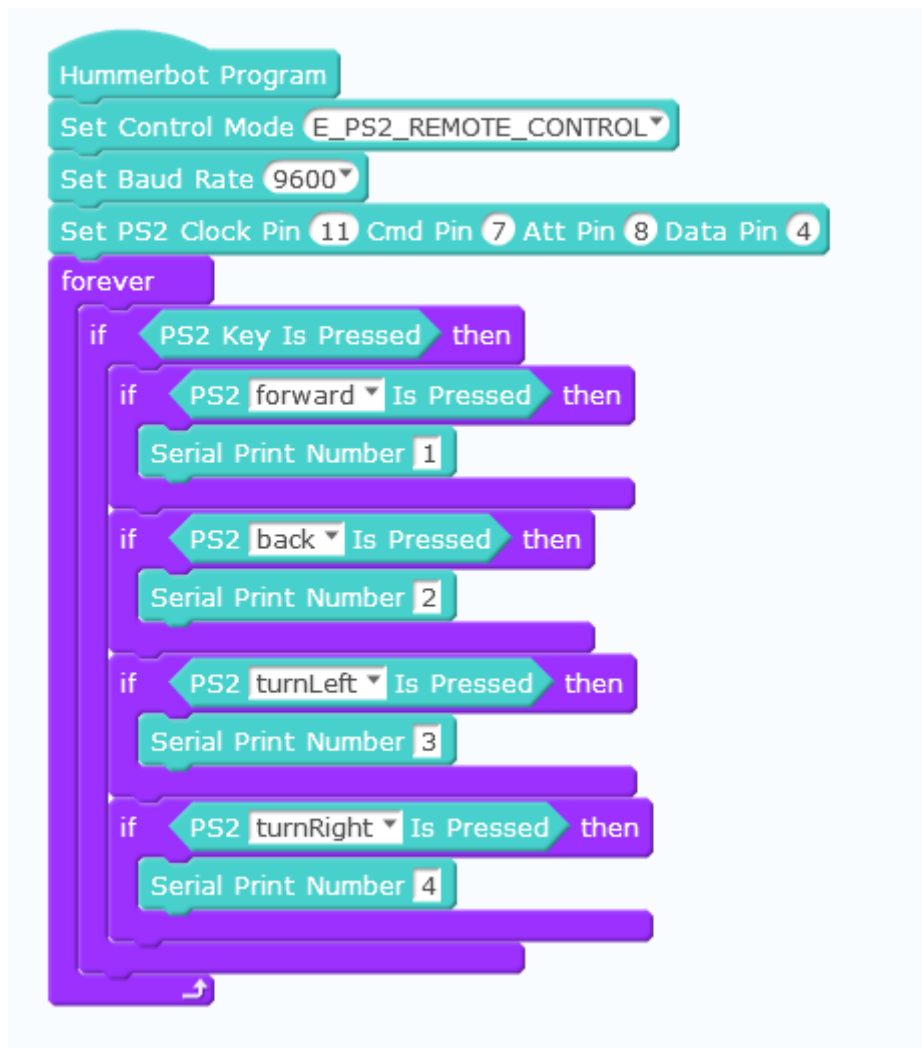 Hummerbot Program
Set Control Mode E_PS2_REMOTE_CONTROL
Set Baud Rate 9600
Set PS2 Clock Pin 11 Cmd Pin 7 Att Pin 8 Data Pin 4
forever
if PS2 Key Is Pressed then
if PS2 forward Is Pressed then
Serial Print Number 1
if PS2 back Is Pressed then
Serial Print Number 2
if PS2 turnLeft Is Pressed then
Serial Print Number 3
if PS2 turnRight Is Pressed then
Serial Print Number 4